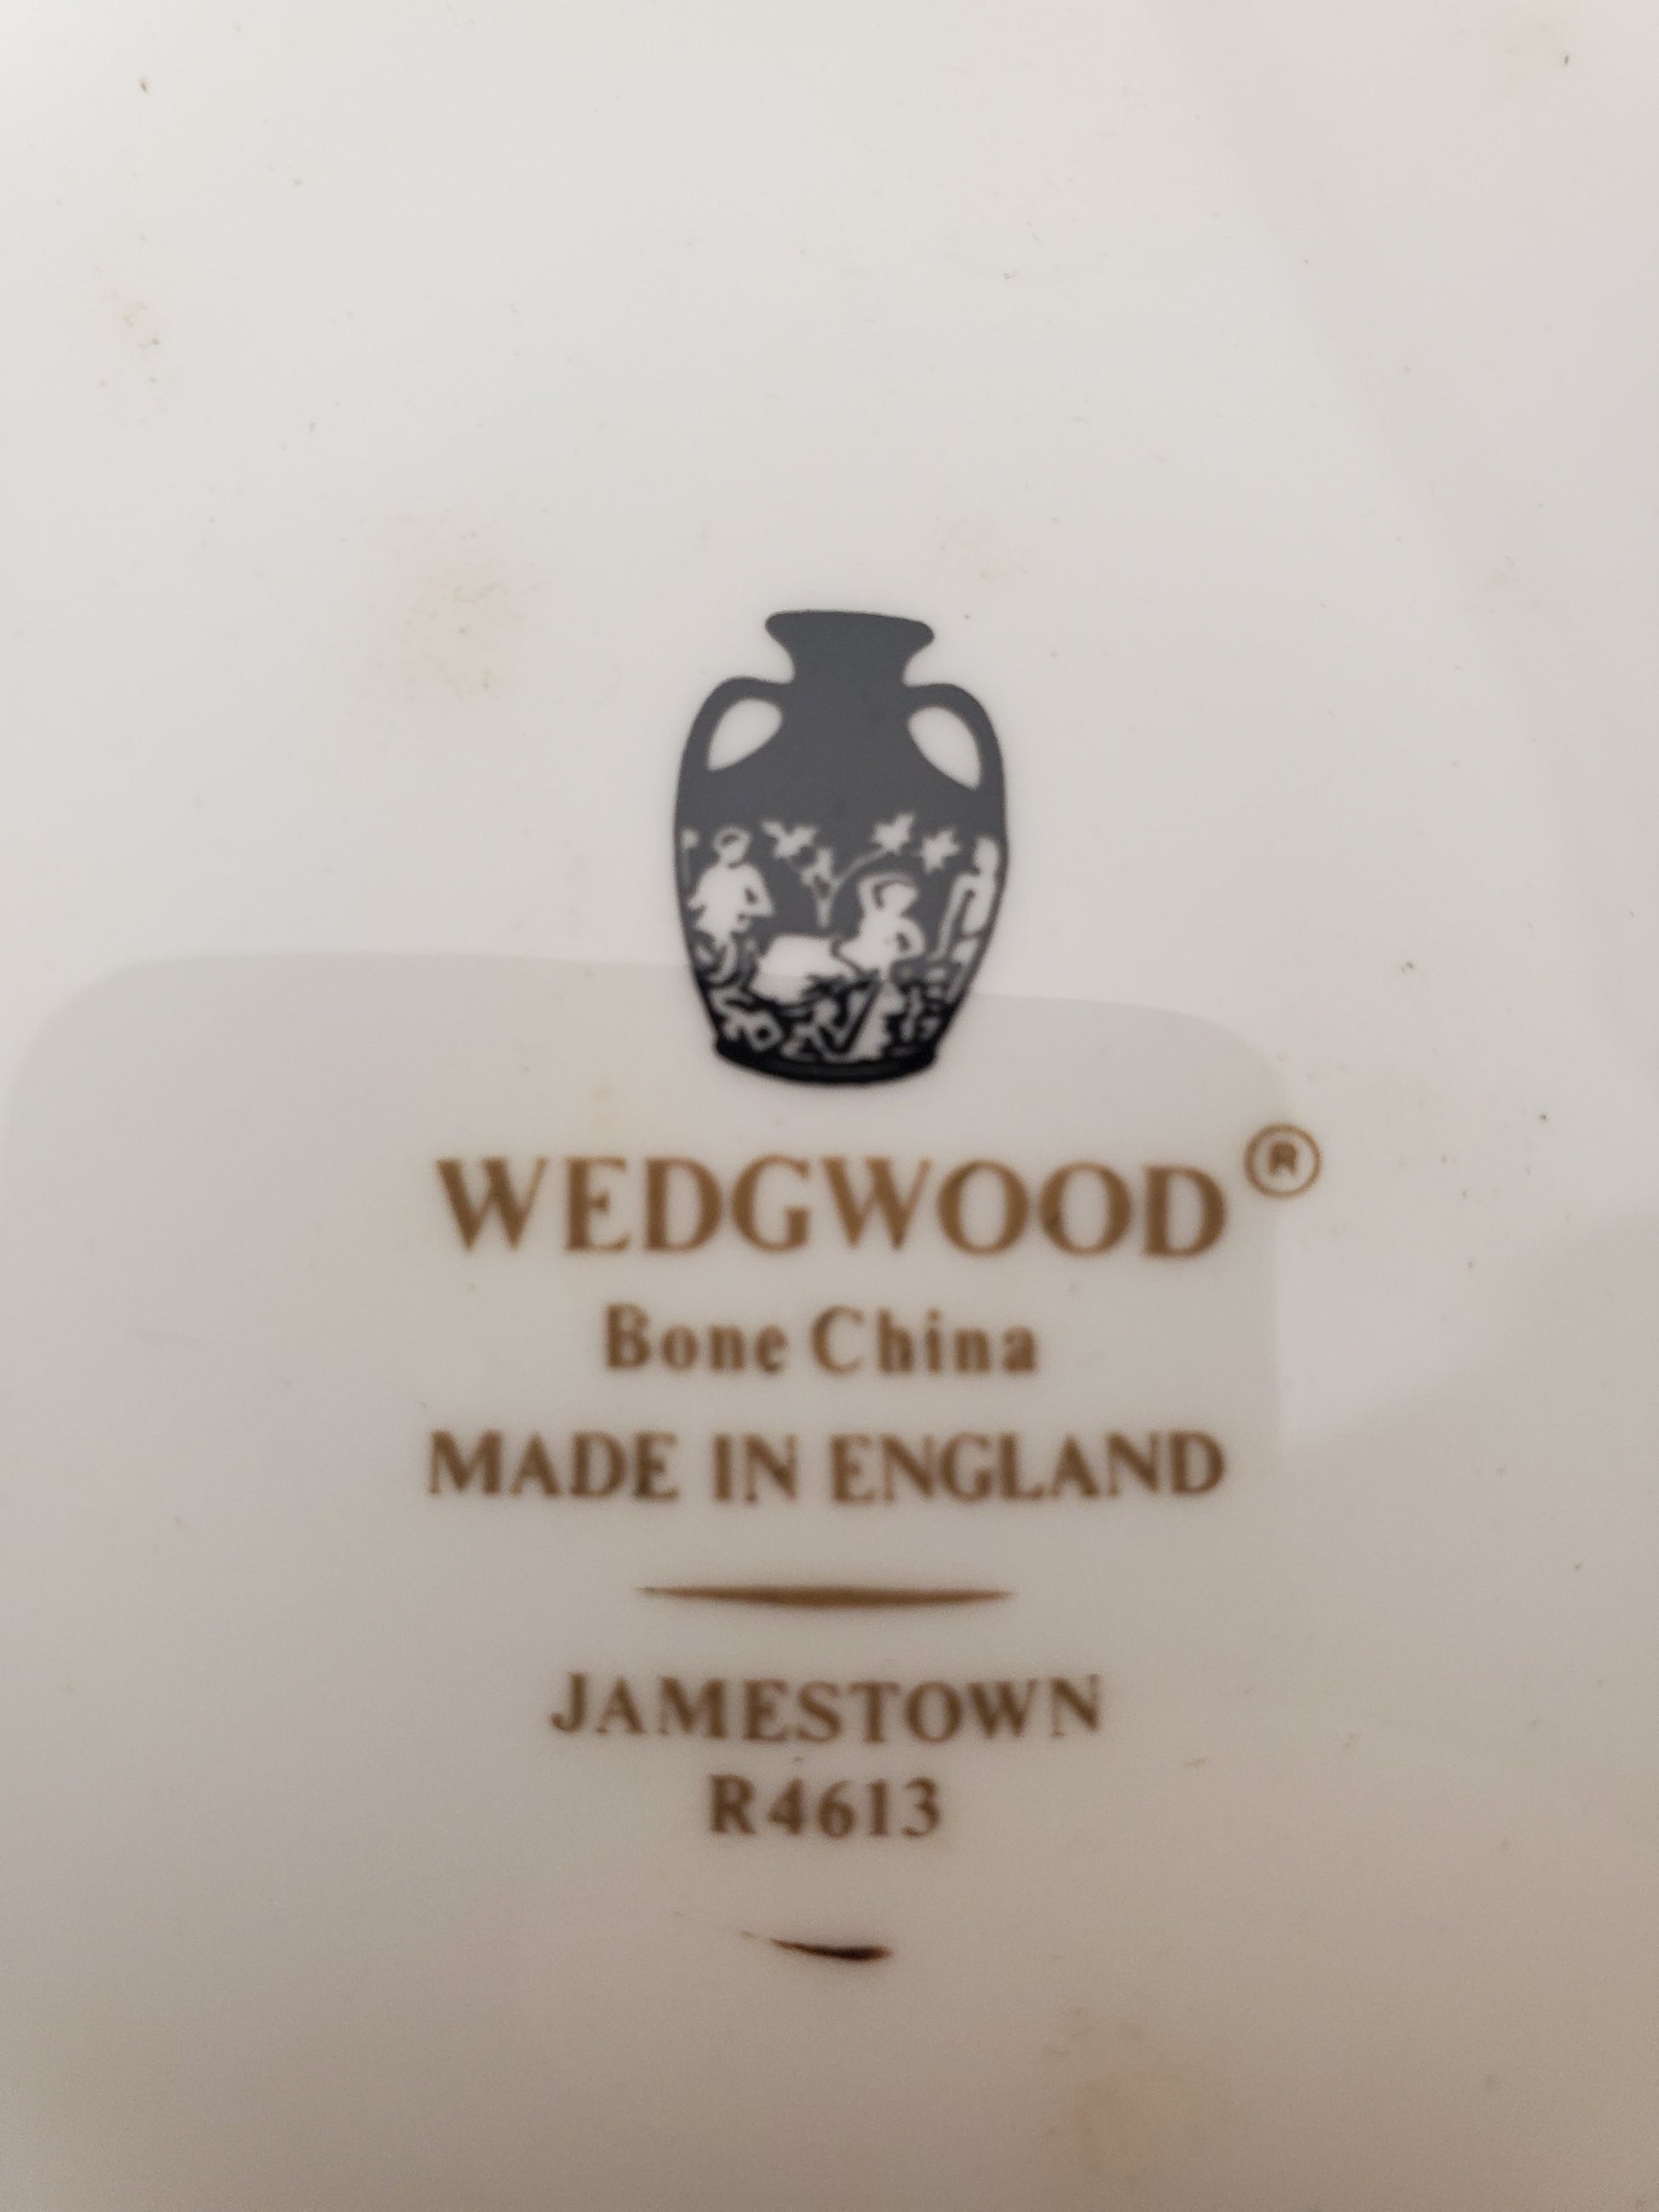 WEDGWOOD®
Bone China
MADE IN ENGLAND
JAMESTOWN
R4613